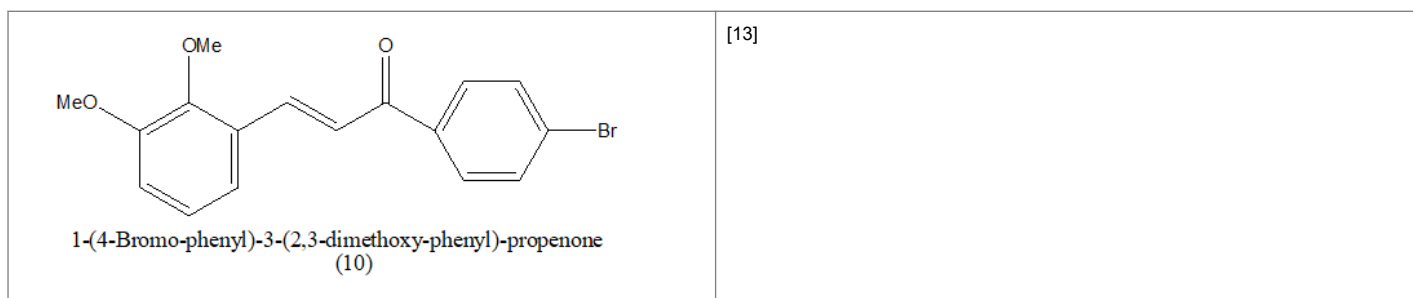 OMe
O
[13]
MeO
Br
1-(4-Bromo-phenyl)-3-(2,3-dimethoxy-phenyl)-propenone
(10)